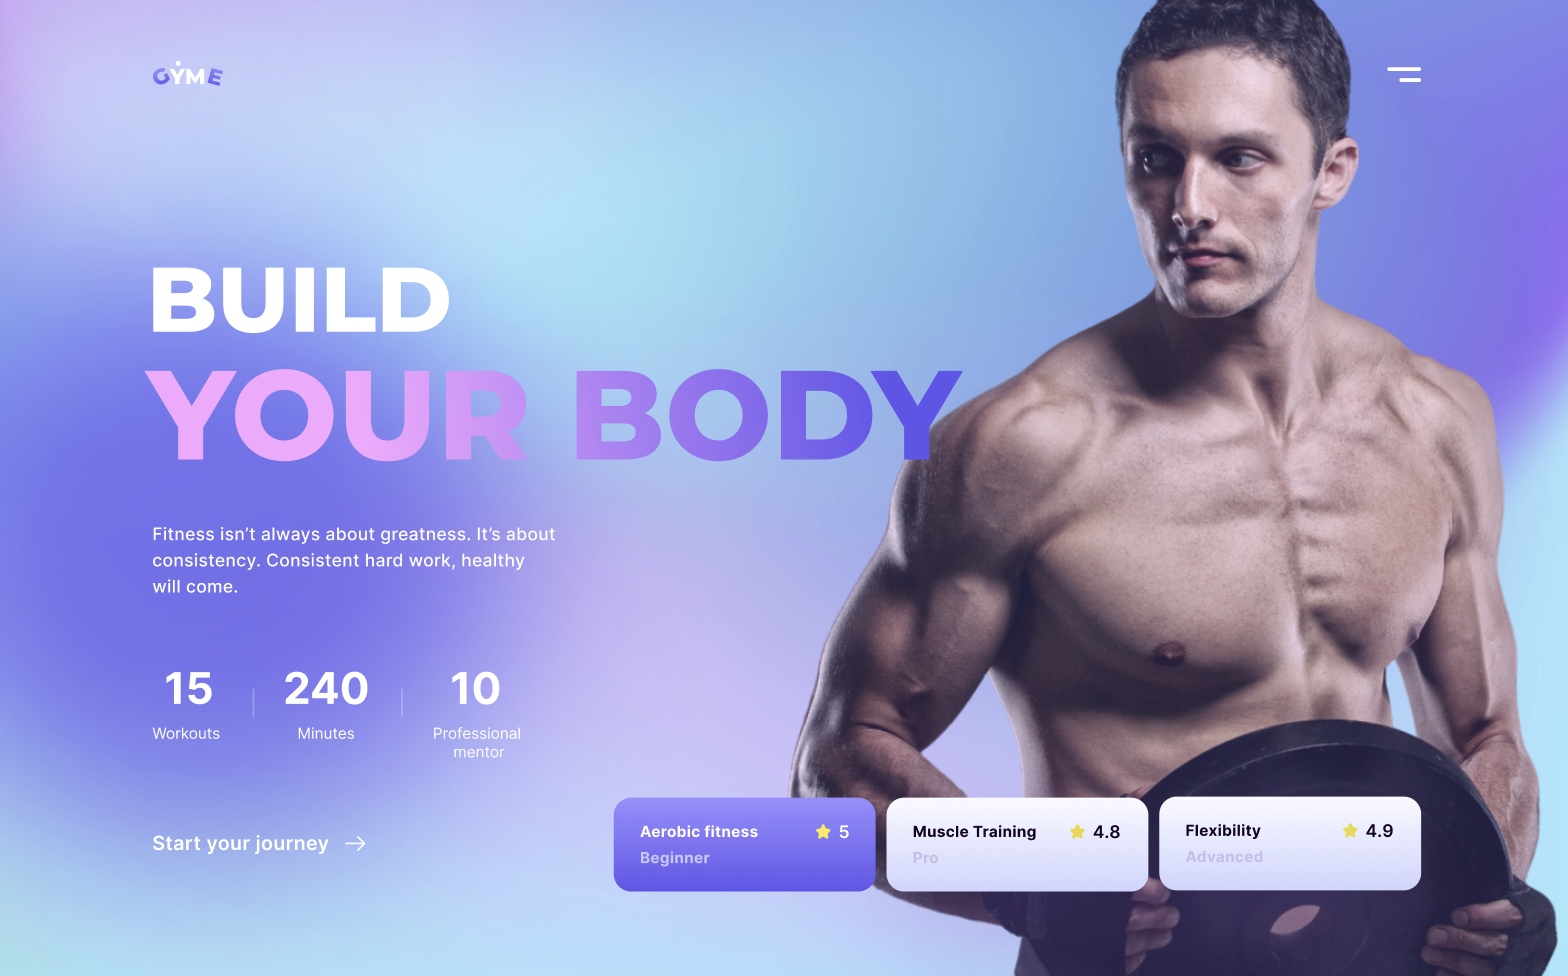 GYME
BUILD
YOUR BODY
Fitness isn’t always about greatness. It’s about
consistency. Consistent hard work, healthy
will come.
15
Workouts
240
Minutes
10
Professional
mentor
Start your journey
Aerobic fitness 5
Beginner
Muscle Training 4.8
Pro
Flexibility 4.9
Advanced